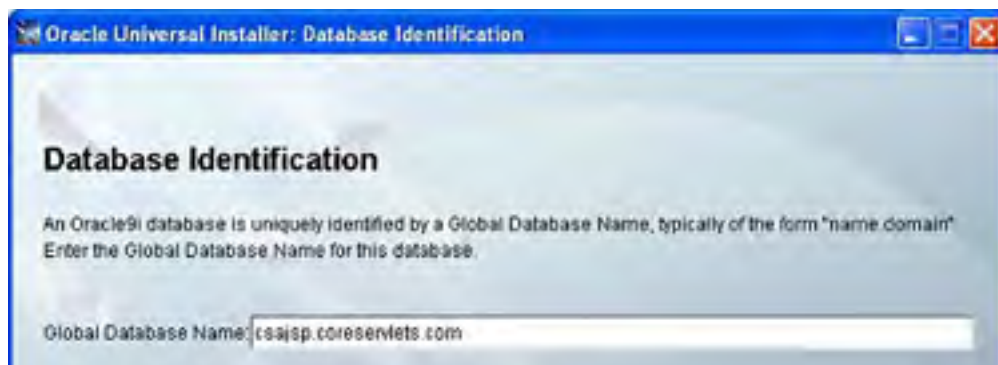 Oracle Universal Installer: Database Identification
Database Identification
An Oracle9i database is uniquely identified by a Global Database Name, typically of the form "name.domain"
Enter the Global Database Name for this database.
Global Database Name: csajsp.coreservlets.com